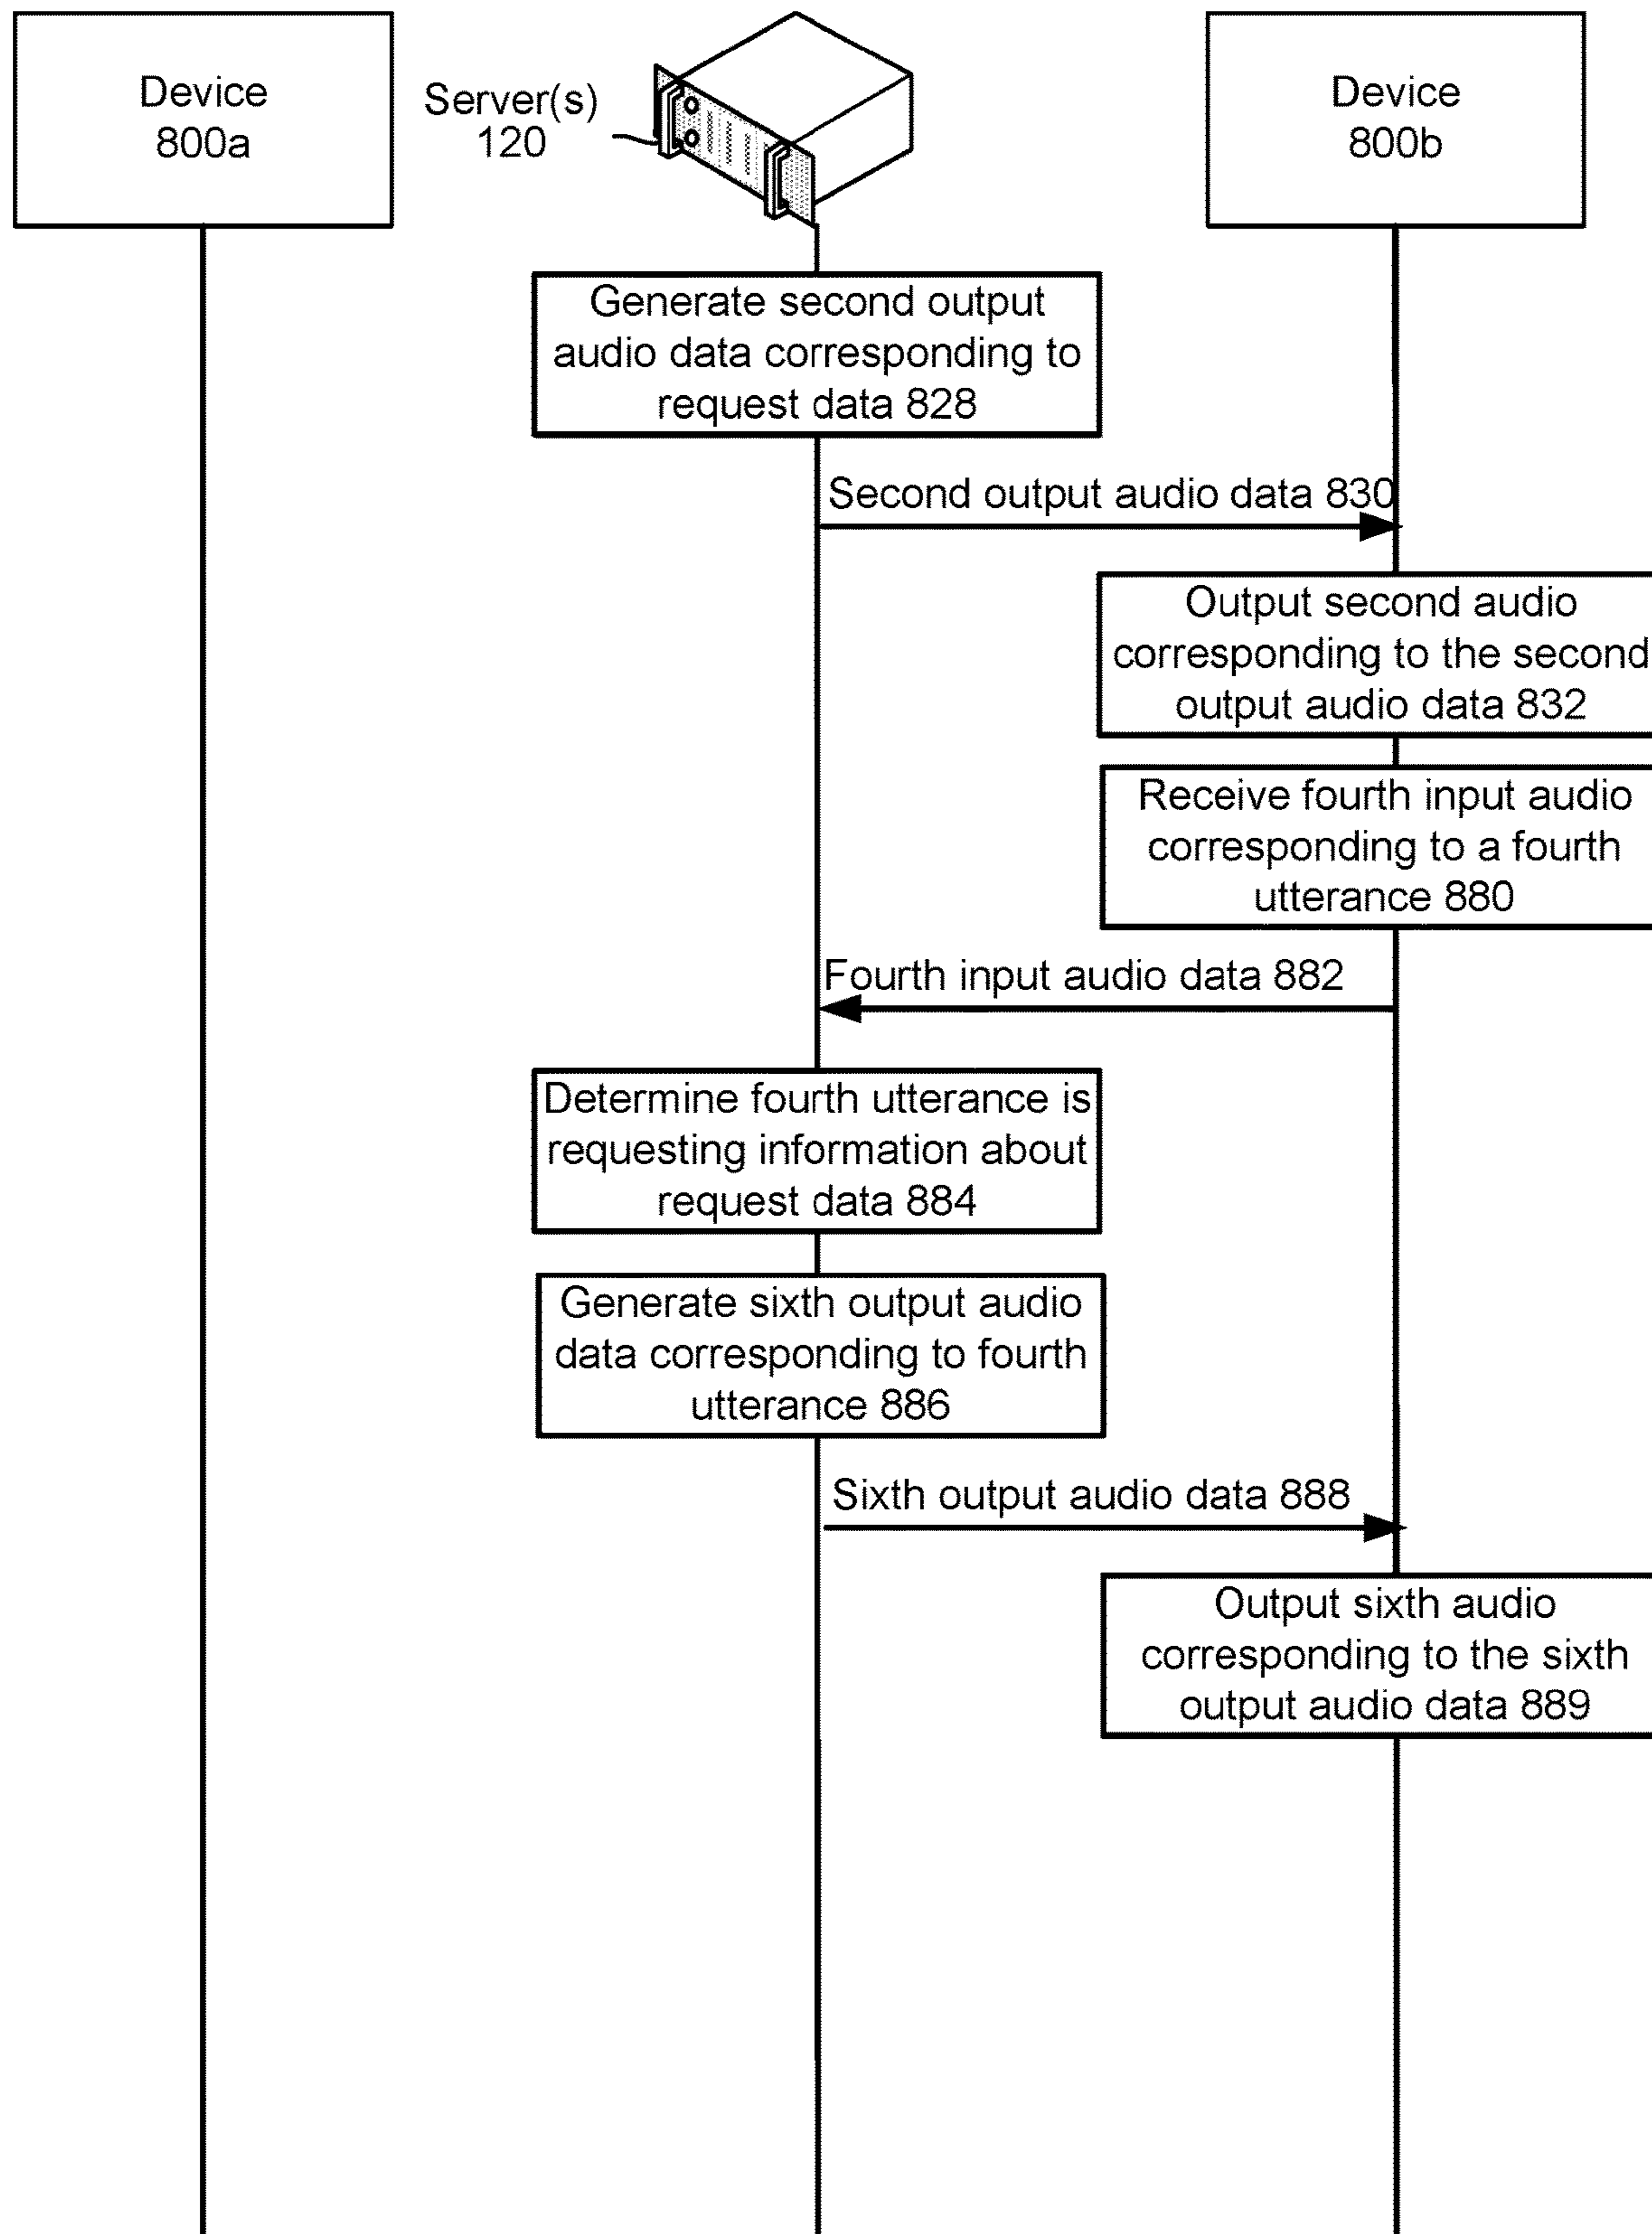 Device
800a
Server(s)
120
Device
800b
Generate second output
audio data corresponding to
request data 828
Second output audio data 830
Output second audio
corresponding to the second
output audio data 832
Receive fourth input audio
corresponding to a fourth
utterance 880
Fourth input audio data 882
Determine fourth utterance is
requesting information about
request data 884
Generate sixth output audio
data corresponding to fourth
utterance 886
Sixth output audio data 888
Output sixth audio
corresponding to the sixth
output audio data 889